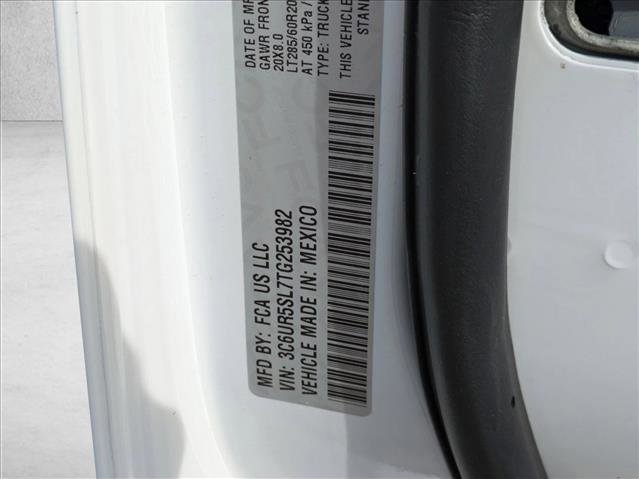 MFD BY: FCA US LLC
DATE OF MF
GAWR FRON
20X8.0
LT285/60R20
AT 450 kPa /
TYPE: TRUCK
THIS VEHICLE
STAN
VIN: 3C6UR5SL7TG253982
VEHICLE MADE IN: MEXICO